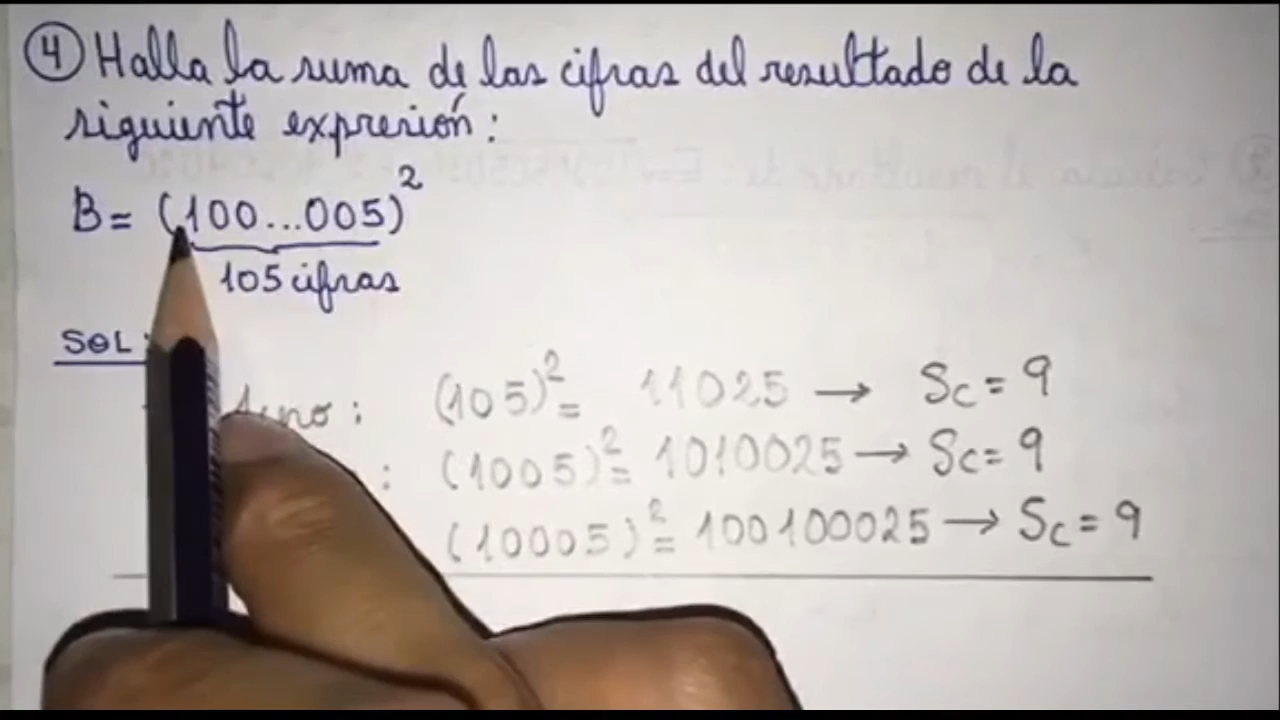 ④ Halla la suma de las cifras del resultado de la
siguiente expresión:
B = (100...005)²
105 cifras
SOL:
(105)² = 11025 → Sc = 9
: (1005)² = 1010025 → Sc = 9
(10005)² = 100100025 → Sc = 9